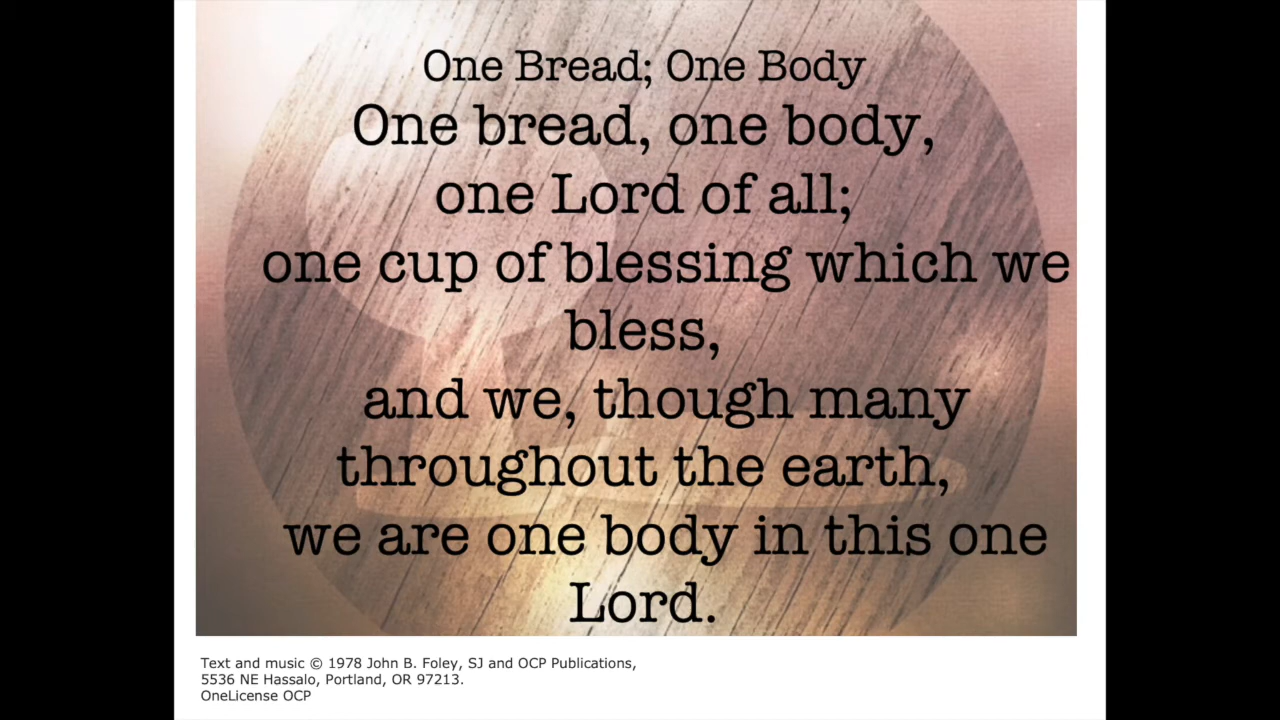 One Bread; One Body
One bread, one body,
one Lord of all;
one cup of blessing which we
bless,
and we, though many
throughout the earth,
we are one body in this one
Lord.
Text and music © 1978 John B. Foley, SJ and OCP Publications,
5536 NE Hassalo, Portland, OR 97213.
OneLicense OCP